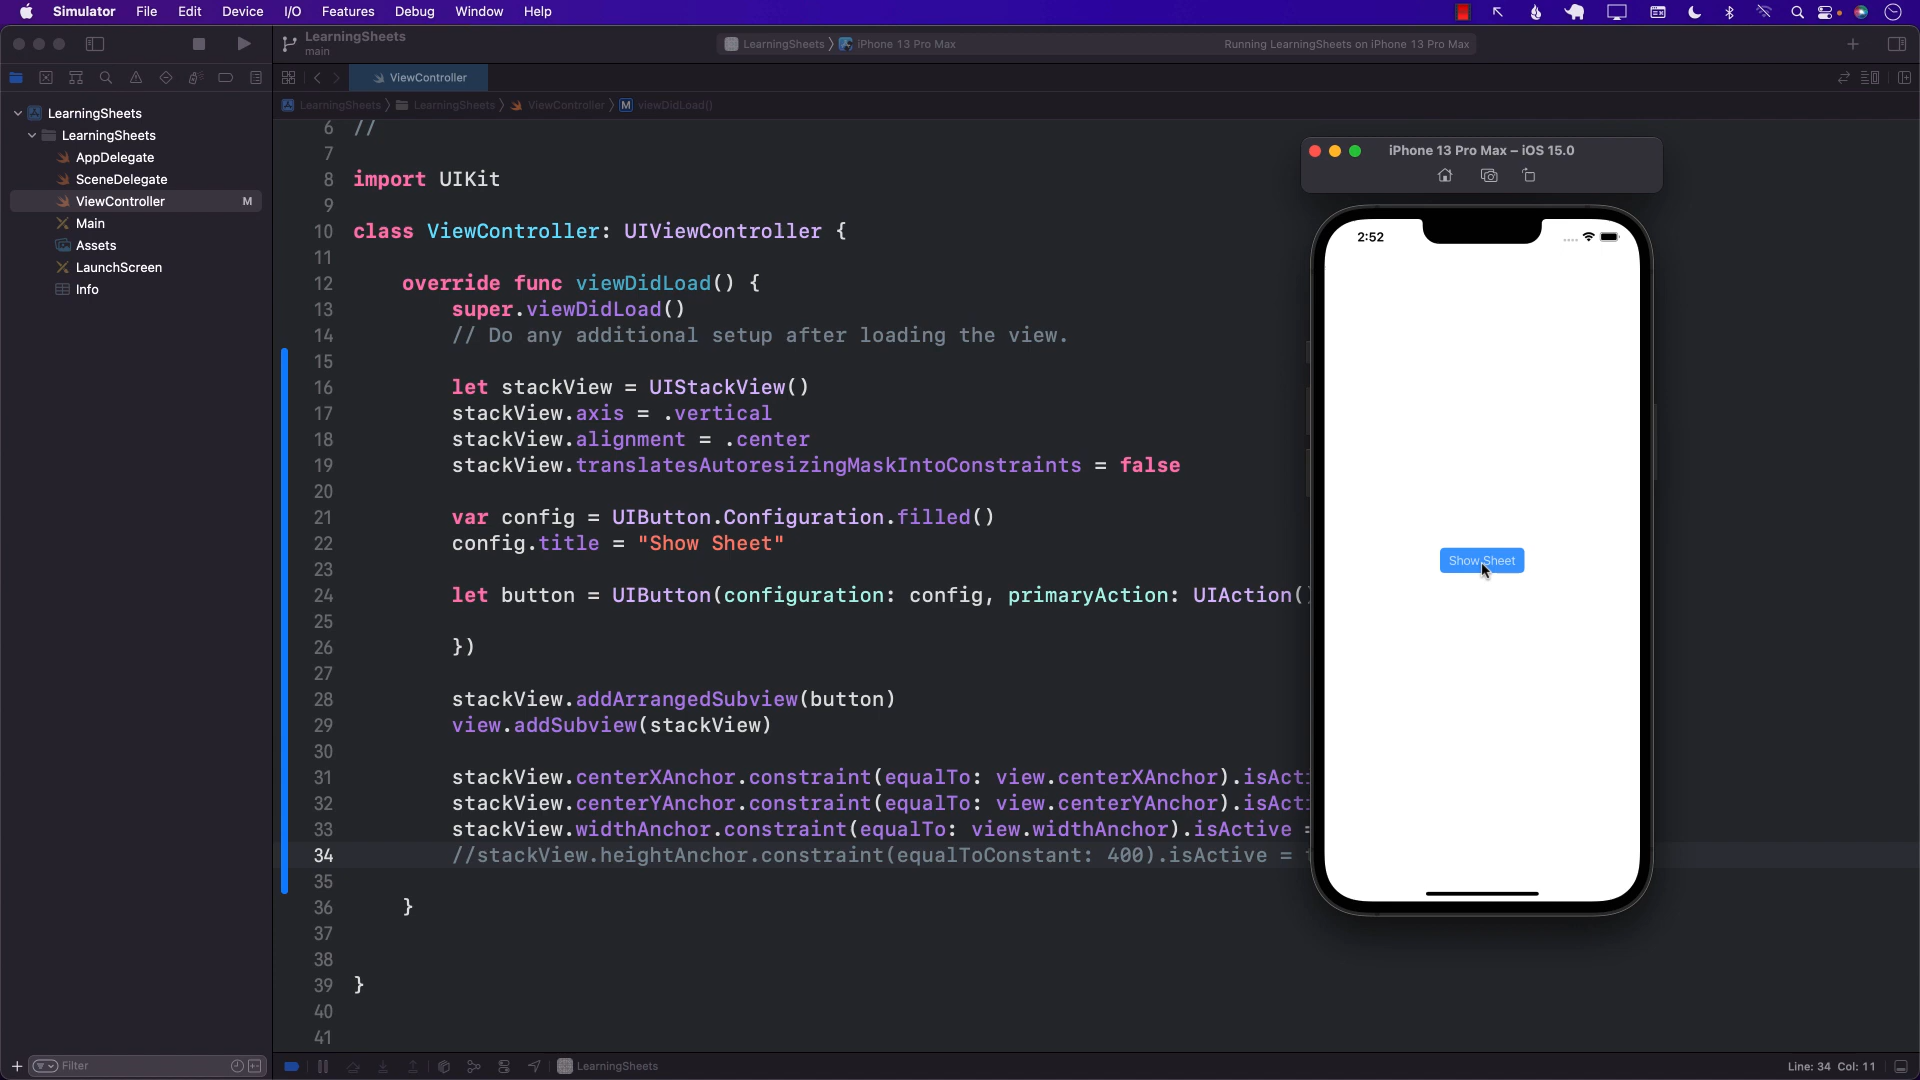 Simulator File Edit Device I/O Features Debug Window Help
LearningSheets
main
LearningSheets iPhone 13 Pro Max
Running LearningSheets on iPhone 13 Pro Max
ViewController
LearningSheets LearningSheets ViewController M viewDidLoad()
LearningSheets
LearningSheets
AppDelegate
SceneDelegate
ViewController M
Main
Assets
LaunchScreen
Info
6 //
7
8 import UIKit
9
10 class ViewController: UIViewController {
11
12 override func viewDidLoad() {
13 super.viewDidLoad()
14 // Do any additional setup after loading the view.
15
16 let stackView = UIStackView()
17 stackView.axis = .vertical
18 stackView.alignment = .center
19 stackView.translatesAutoresizingMaskIntoConstraints = false
20
21 var config = UIButton.Configuration.filled()
22 config.title = "Show Sheet"
23
24 let button = UIButton(configuration: config, primaryAction: UIAction()
25
26 })
27
28 stackView.addArrangedSubview(button)
29 view.addSubview(stackView)
30
31 stackView.centerXAnchor.constraint(equalTo: view.centerXAnchor).isActi
32 stackView.centerYAnchor.constraint(equalTo: view.centerYAnchor).isActi
33 stackView.widthAnchor.constraint(equalTo: view.widthAnchor).isActive =
34 //stackView.heightAnchor.constraint(equalToConstant: 400).isActive =
35
36 }
37
38
39 }
40
41
iPhone 13 Pro Max – iOS 15.0
2:52
Show Sheet
Filter
LearningSheets
Line: 34 Col: 11